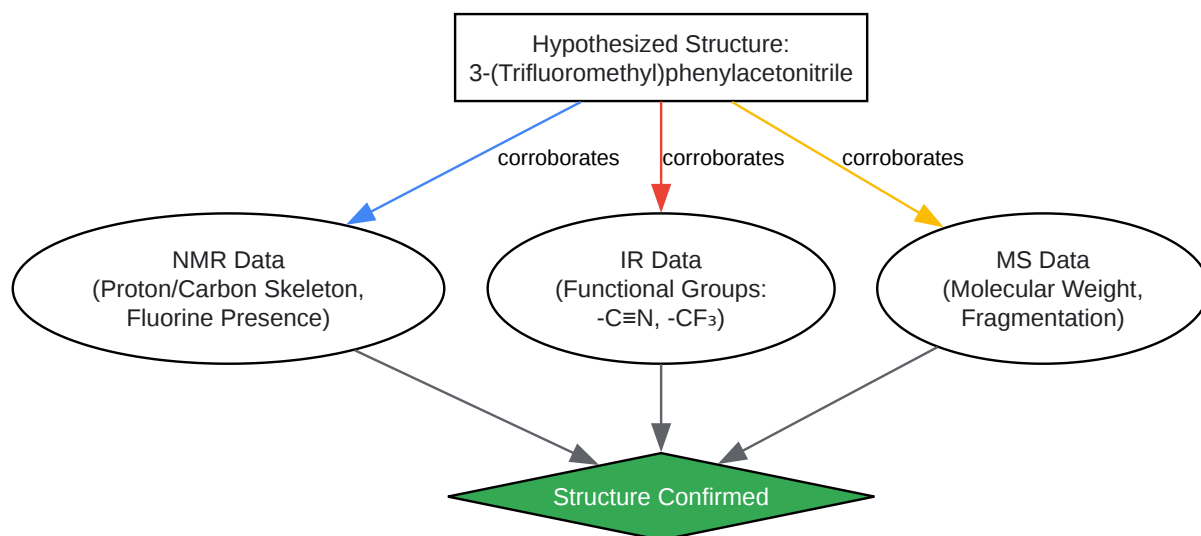 Hypothesized Structure:
3-(Trifluoromethyl)phenylacetonitrile
corroborates
corroborates
corroborates
NMR Data
(Proton/Carbon Skeleton,
Fluorine Presence)
IR Data
(Functional Groups:
-C≡N, -CF₃)
MS Data
(Molecular Weight,
Fragmentation)
Structure Confirmed